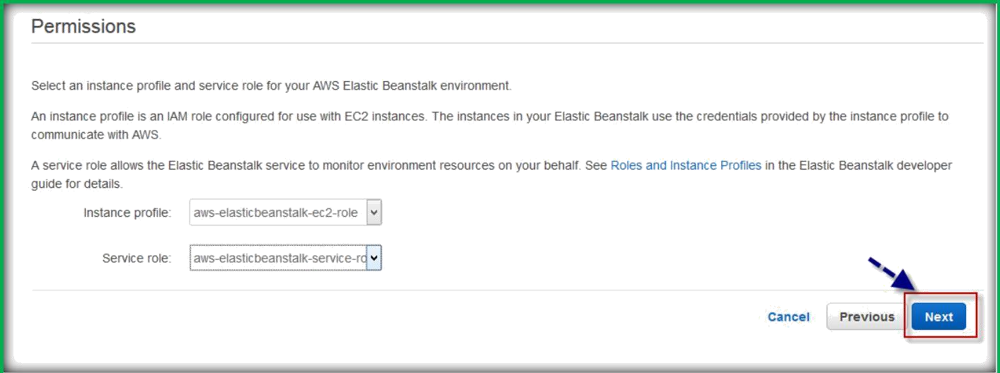 Permissions
Select an instance profile and service role for your AWS Elastic Beanstalk environment.
An instance profile is an IAM role configured for use with EC2 instances. The instances in your Elastic Beanstalk use the credentials provided by the instance profile to
communicate with AWS.
A service role allows the Elastic Beanstalk service to monitor environment resources on your behalf. See Roles and Instance Profiles in the Elastic Beanstalk developer
guide for details.
Instance profile: aws-elasticbeanstalk-ec2-role
Service role: aws-elasticbeanstalk-service-ro
Cancel Previous Next